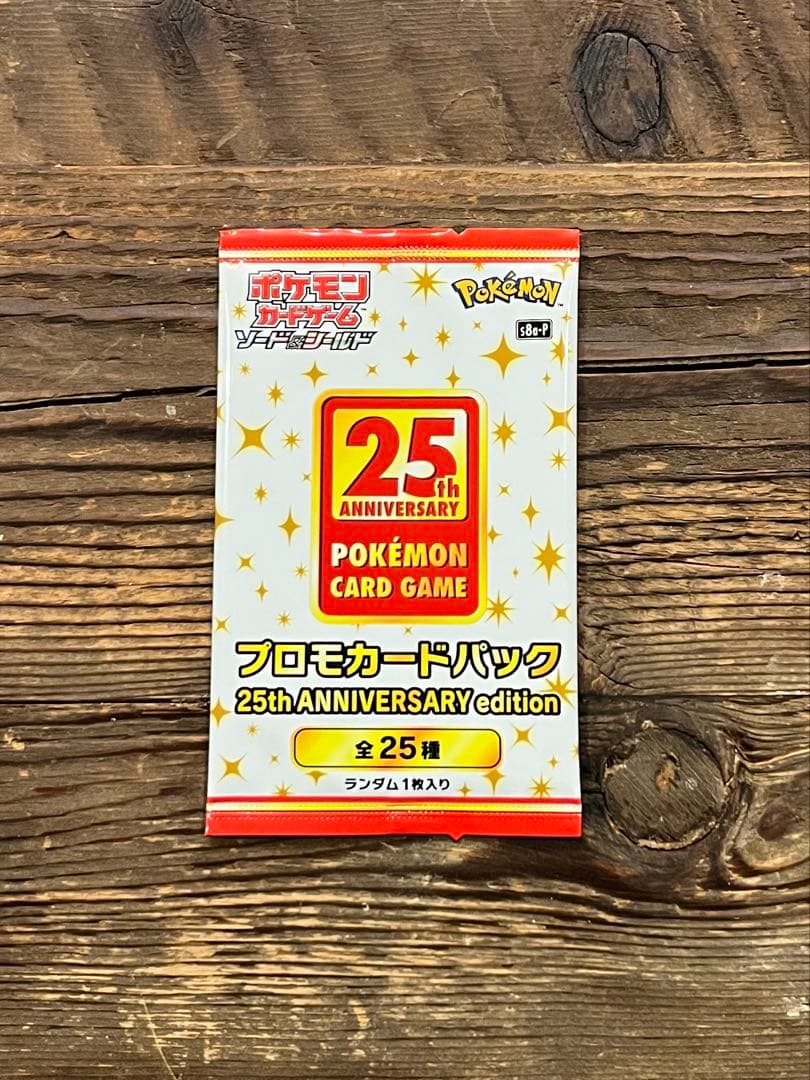 ポケモン
カードゲーム
ソード&シールド
POKéMON™
s8a-P
25th
ANNIVERSARY
POKÉMON
CARD GAME
プロモカードパック
25th ANNIVERSARY edition
全25種
ランダム1枚入り